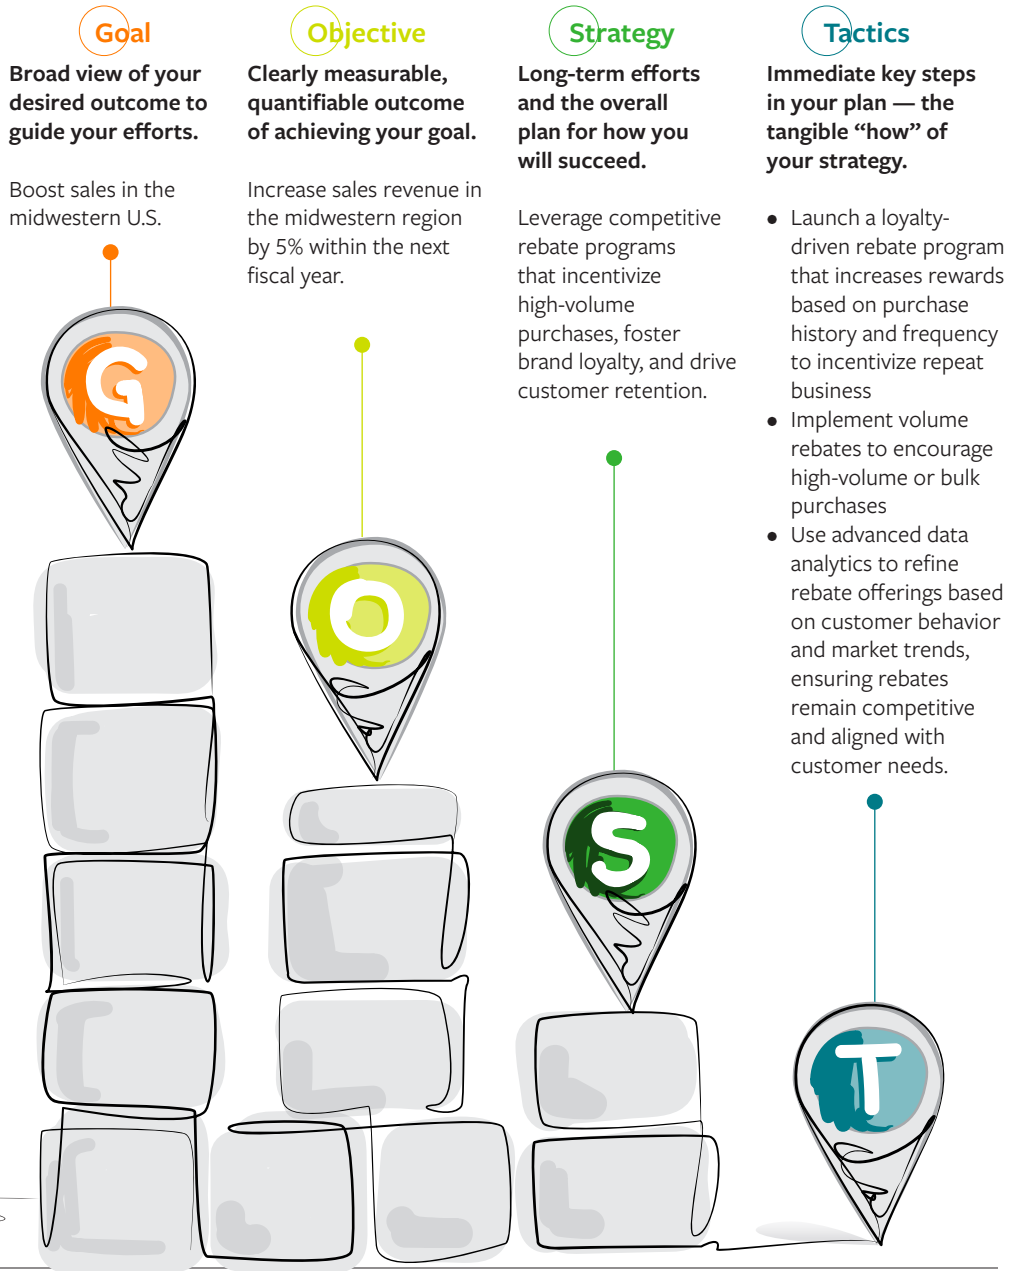 Goal
Broad view of your
desired outcome to
guide your efforts.
Boost sales in the
midwestern U.S.
Objective
Clearly measurable,
quantifiable outcome
of achieving your goal.
Increase sales revenue in
the midwestern region
by 5% within the next
fiscal year.
Strategy
Long-term efforts
and the overall
plan for how you
will succeed.
Leverage competitive
rebate programs
that incentivize
high-volume
purchases, foster
brand loyalty, and drive
customer retention.
Tactics
Immediate key steps
in your plan — the
tangible “how” of
your strategy.
● Launch a loyalty-
driven rebate program
that increases rewards
based on purchase
history and frequency
to incentivize repeat
business
● Implement volume
rebates to encourage
high-volume or bulk
purchases
● Use advanced data
analytics to refine
rebate offerings based
on customer behavior
and market trends,
ensuring rebates
remain competitive
and aligned with
customer needs.
G
O
S
T